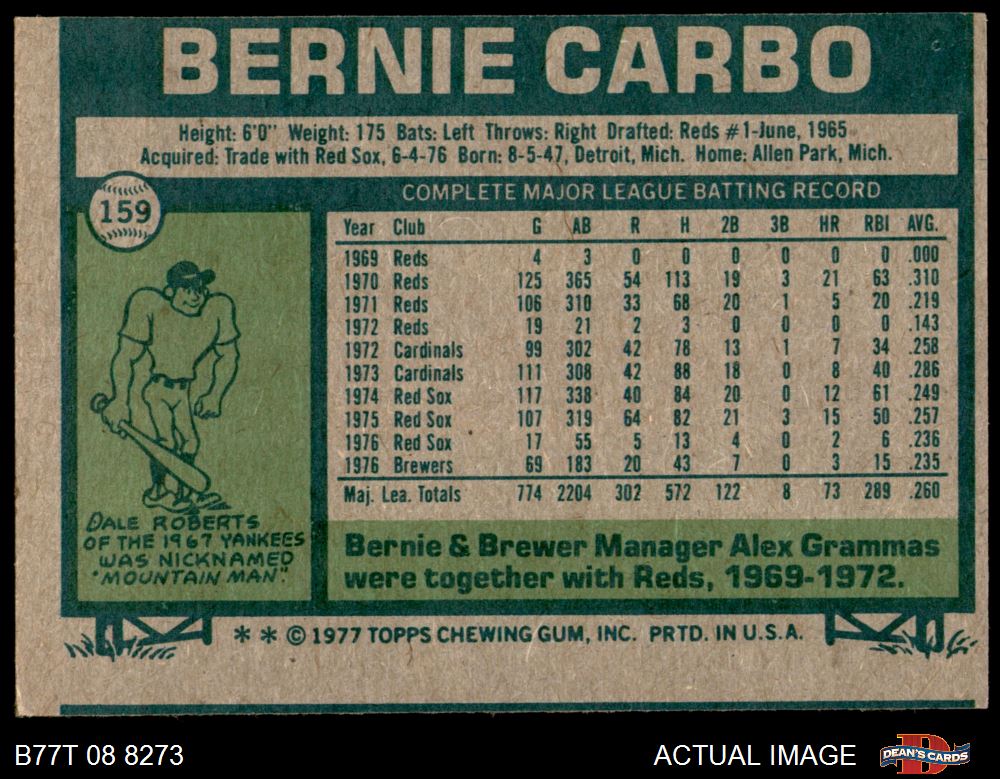 BERNIE CARBO
Height: 6'0" Weight: 175 Bats: Left Throws: Right Drafted: Reds #1-June, 1965
Acquired: Trade with Red Sox, 6-4-76 Born: 8-5-47, Detroit, Mich. Home: Allen Park, Mich.
159
COMPLETE MAJOR LEAGUE BATTING RECORD
Year Club G AB R H 2B 3B HR RBI AVG.
1969 Reds 4 3 0 0 0 0 0 0 .000
1970 Reds 125 365 54 113 19 3 21 63 .310
1971 Reds 106 310 33 68 20 1 5 20 .219
1972 Reds 19 21 2 3 0 0 0 0 .143
1972 Cardinals 99 302 42 78 13 1 7 34 .258
1973 Cardinals 111 308 42 88 18 0 8 40 .286
1974 Red Sox 117 338 40 84 20 0 12 61 .249
1975 Red Sox 107 319 64 82 21 3 15 50 .257
1976 Red Sox 17 55 5 13 4 0 2 6 .236
1976 Brewers 69 183 20 43 7 0 3 15 .235
Maj. Lea. Totals 774 2204 302 572 122 8 73 289 .260
DALE ROBERTS
OF THE 1967 YANKEES
WAS NICKNAMED
"MOUNTAIN MAN".
Bernie & Brewer Manager Alex Grammas
were together with Reds, 1969-1972.
* * © 1977 TOPPS CHEWING GUM, INC. PRTD. IN U.S.A.
B77T 08 8273
ACTUAL IMAGE
D
DEAN'S CARDS